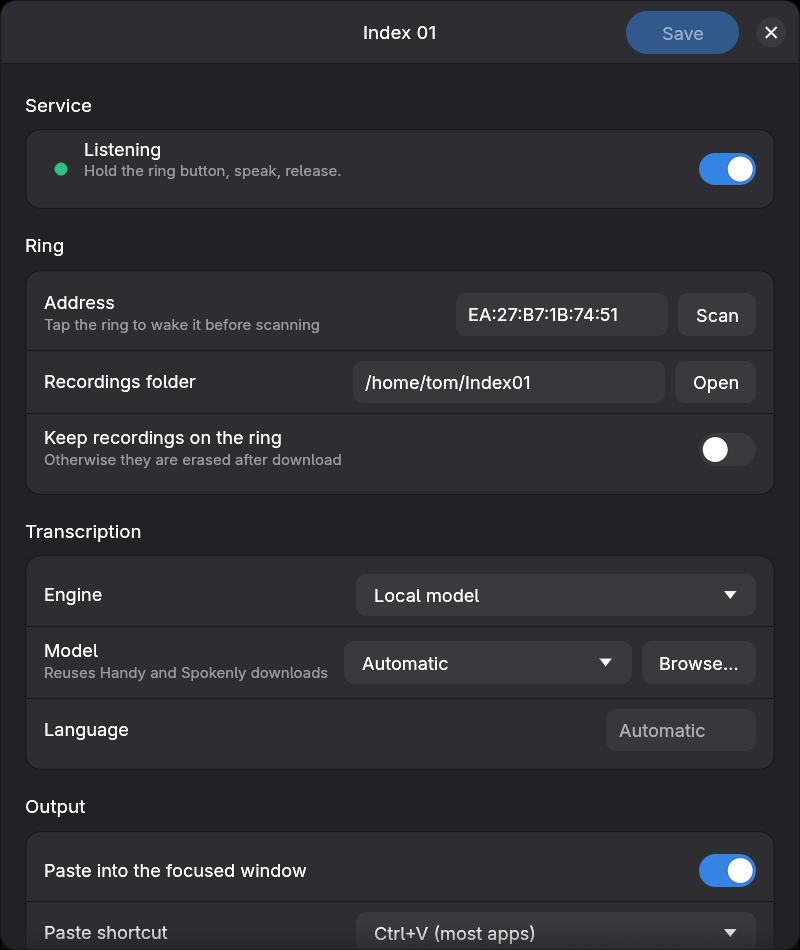 Index 01
Save
Service
Listening
Hold the ring button, speak, release.
Ring
Address
Tap the ring to wake it before scanning
EA:27:B7:1B:74:51
Scan
Recordings folder
/home/tom/Index01
Open
Keep recordings on the ring
Otherwise they are erased after download
Transcription
Engine
Local model
Model
Reuses Handy and Spokenly downloads
Automatic
Browse...
Language
Automatic
Output
Paste into the focused window
Paste shortcut
Ctrl+V (most apps)